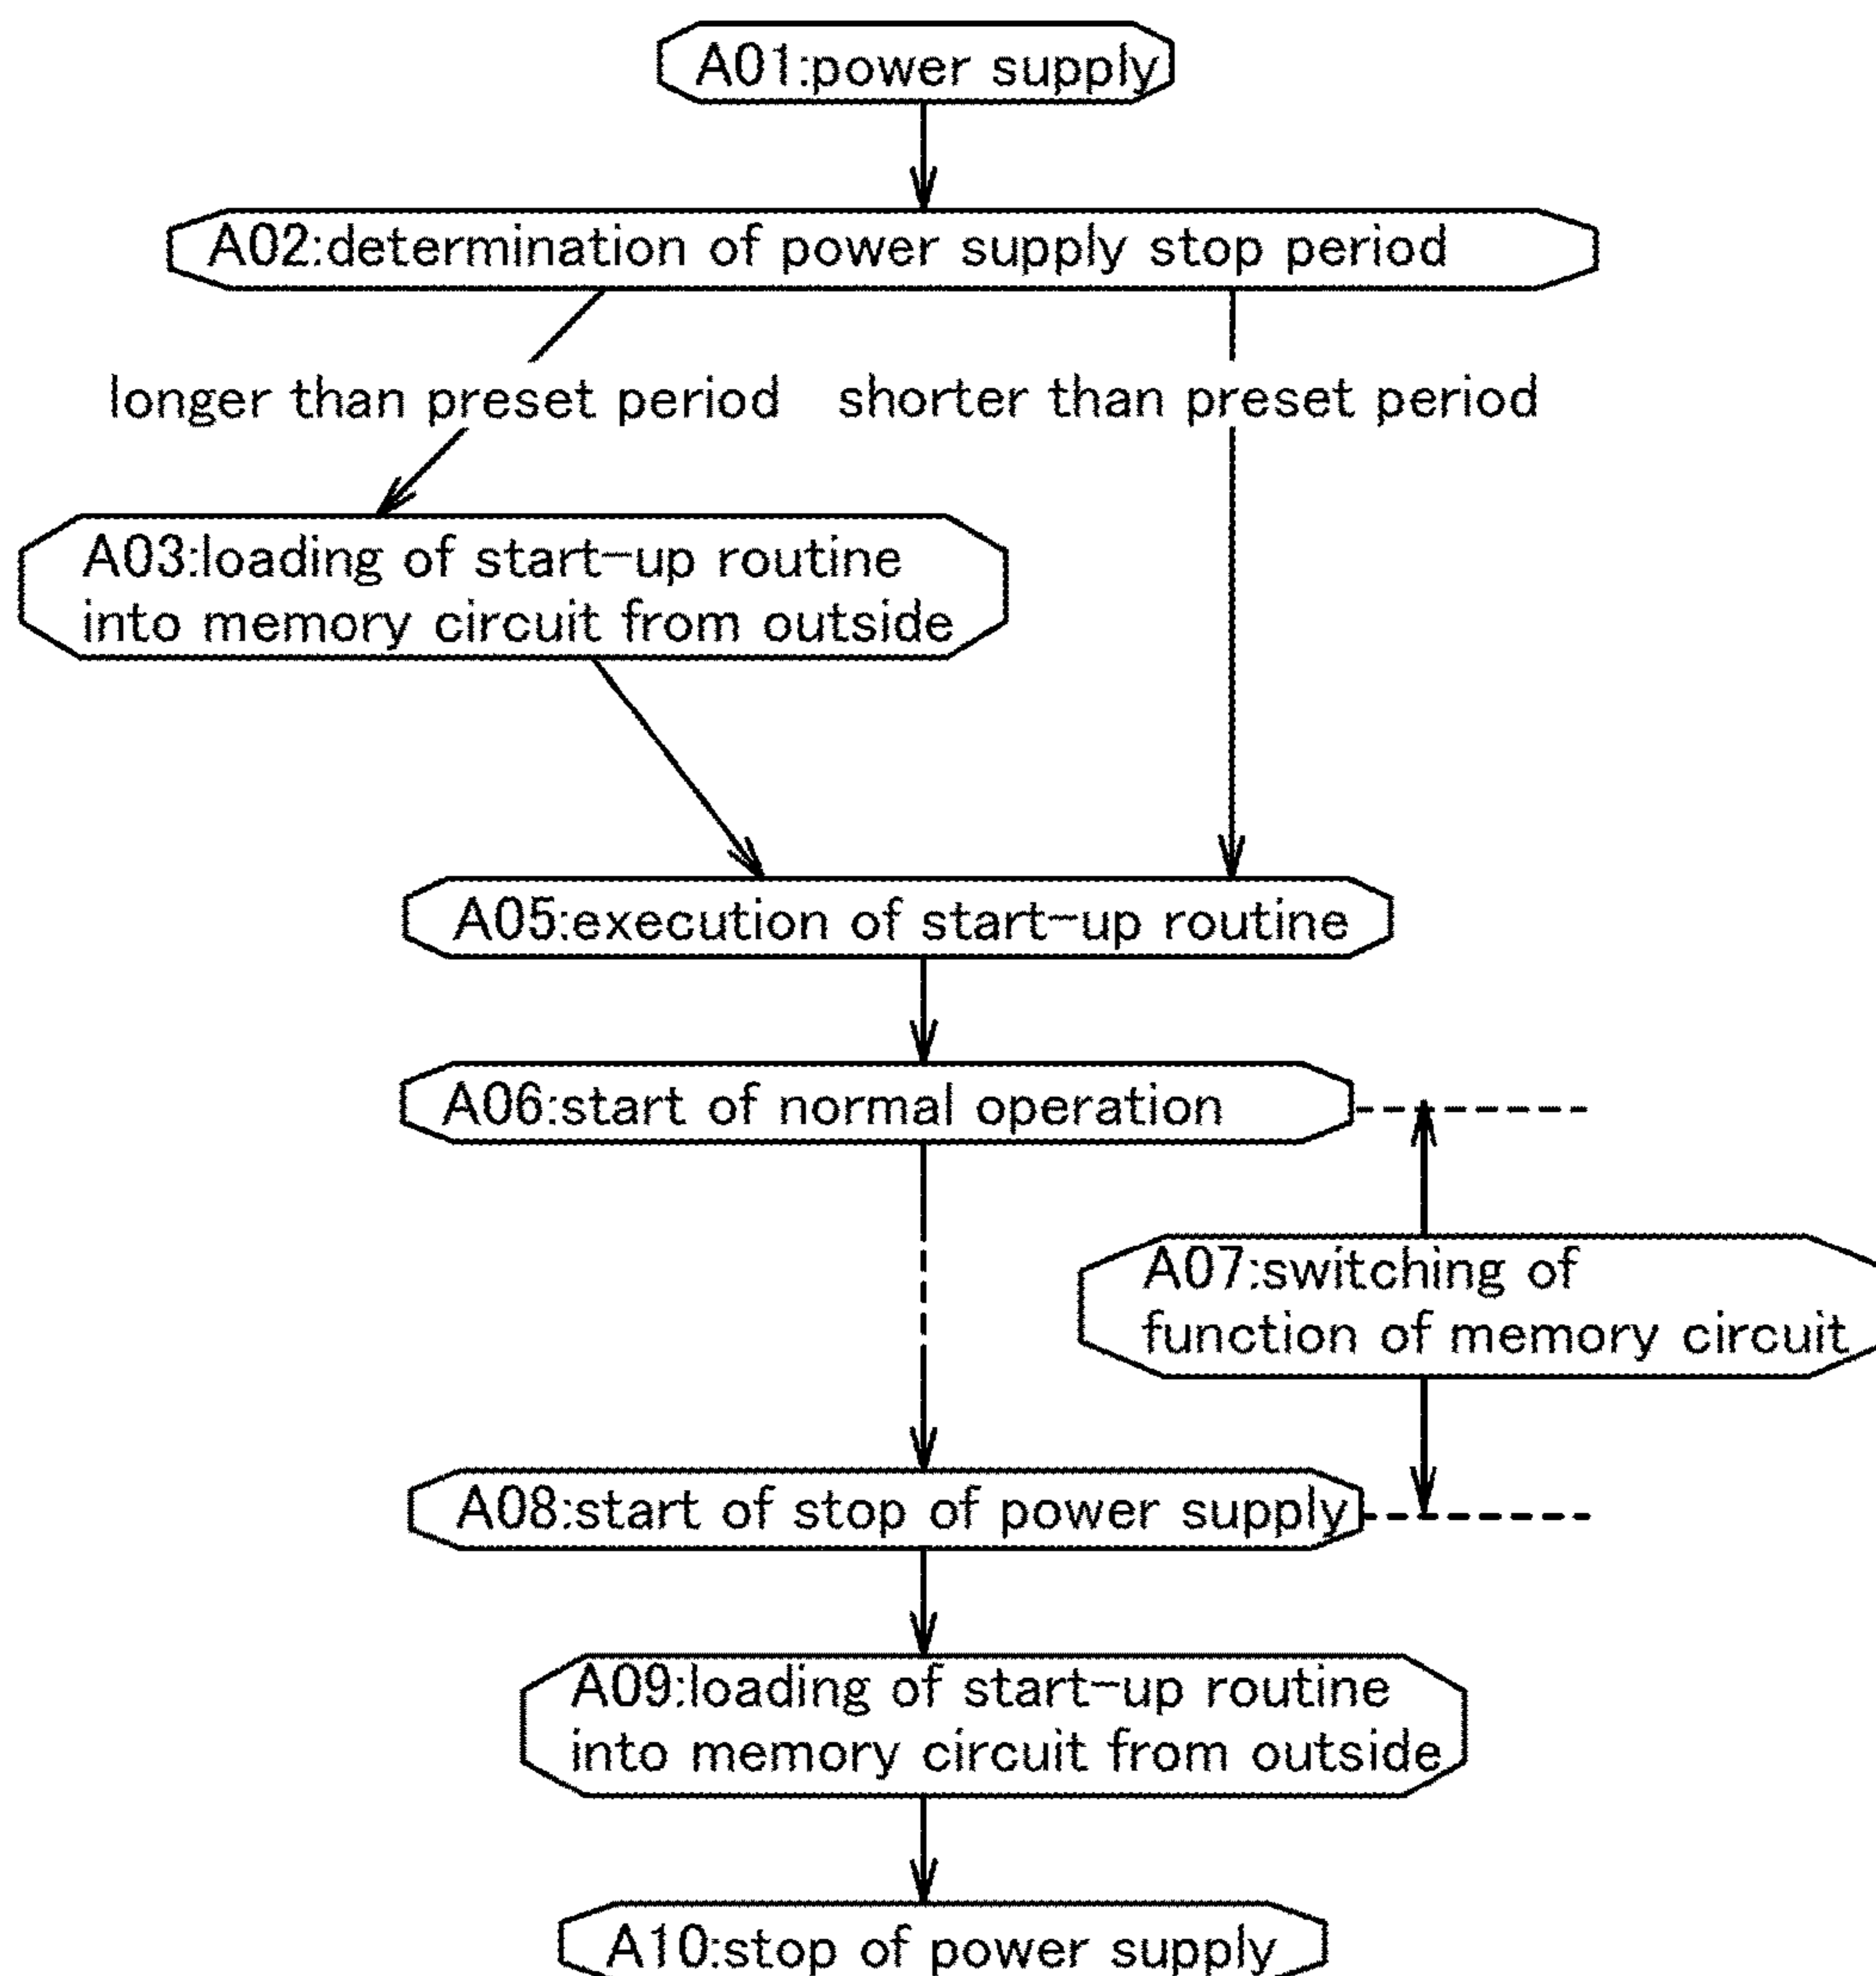 A01:power supply
A02:determination of power supply stop period
longer than preset period
shorter than preset period
A03:loading of start-up routine
into memory circuit from outside
A05:execution of start-up routine
A06:start of normal operation
A07:switching of
function of memory circuit
A08:start of stop of power supply
A09:loading of start-up routine
into memory circuit from outside
A10:stop of power supply